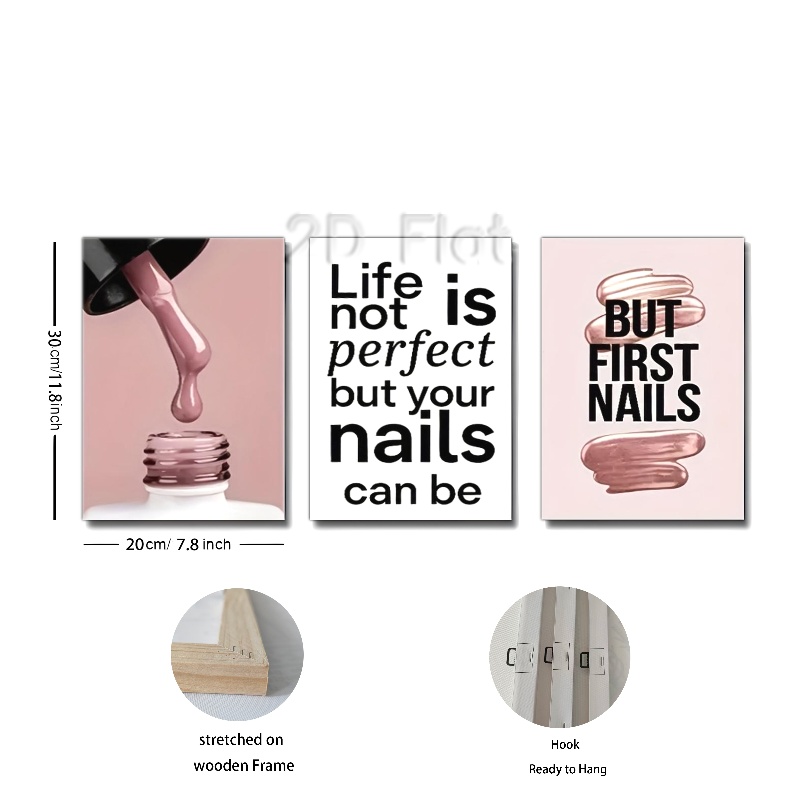 2D Flat
Life
not is
perfect
but your
nails
can be
BUT
FIRST
NAILS
30cm/11.8inch
20cm/ 7.8 inch
stretched on
wooden Frame
Hook
Ready to Hang